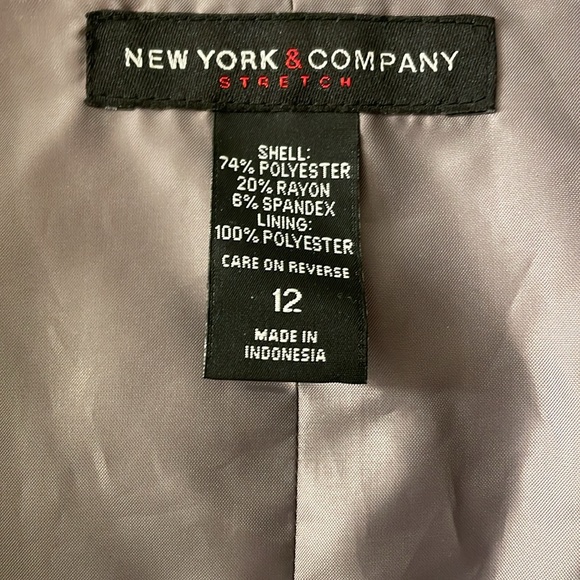 NEW YORK & COMPANY
STRETCH
SHELL:
74% POLYESTER
20% RAYON
6% SPANDEX
LINING:
100% POLYESTER
CARE ON REVERSE
12
MADE IN
INDONESIA